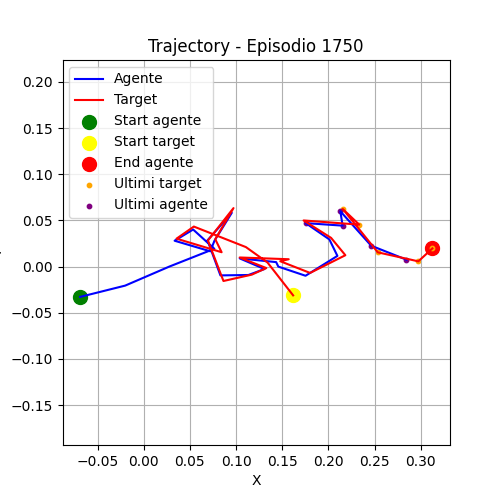 Trajectory - Episodio 1750
Agente
Target
Start agente
Start target
End agente
Ultimi target
Ultimi agente
0.20
0.15
0.10
0.05
0.00
−0.05
−0.10
−0.15
−0.05
0.00
0.05
0.10
0.15
0.20
0.25
0.30
X